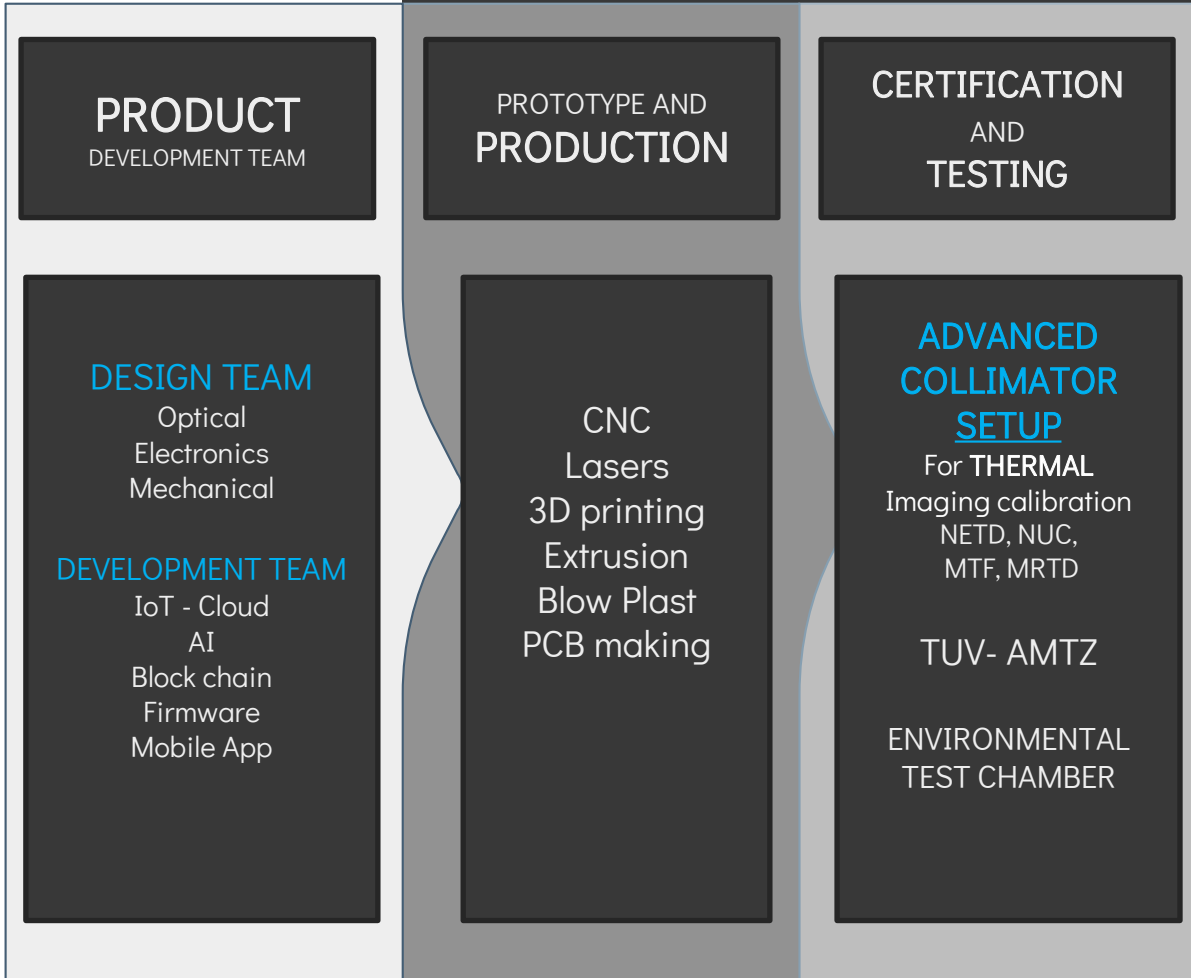 PRODUCT
DEVELOPMENT TEAM
PROTOTYPE AND
PRODUCTION
CERTIFICATION
AND
TESTING
DESIGN TEAM
Optical
Electronics
Mechanical
DEVELOPMENT TEAM
IoT - Cloud
AI
Block chain
Firmware
Mobile App
CNC
Lasers
3D printing
Extrusion
Blow Plast
PCB making
ADVANCED
COLLIMATOR
SETUP
For THERMAL
Imaging calibration
NETD, NUC,
MTF, MRTD
TUV- AMTZ
ENVIRONMENTAL
TEST CHAMBER